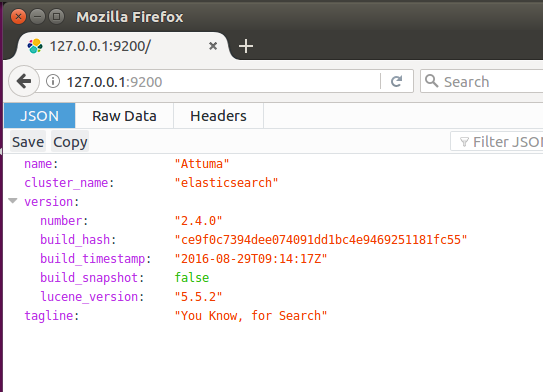 Mozilla Firefox
127.0.0.1:9200/
127.0.0.1:9200
Search
JSON Raw Data Headers
Save Copy Filter JSO
name: "Attuma"
cluster_name: "elasticsearch"
version:
number: "2.4.0"
build_hash: "ce9f0c7394dee074091dd1bc4e9469251181fc55"
build_timestamp: "2016-08-29T09:14:17Z"
build_snapshot: false
lucene_version: "5.5.2"
tagline: "You Know, for Search"